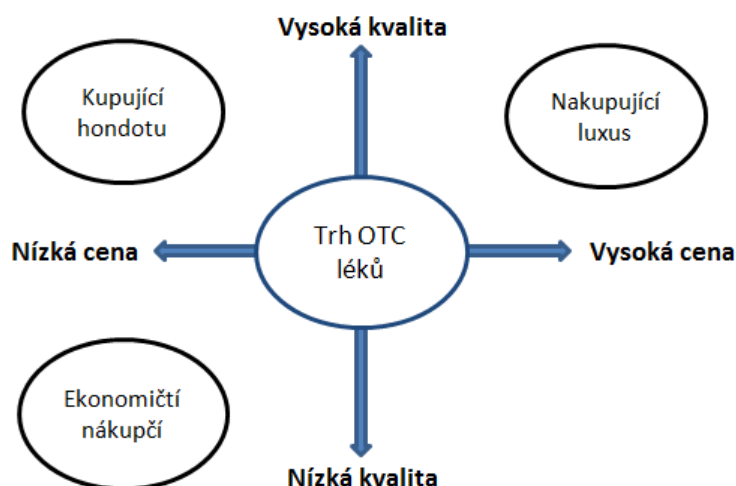 Vysoká kvalita
Kupující
hondotu
Nakupující
luxus
Nízká cena
Trh OTC
léků
Vysoká cena
Ekonomičtí
nákupčí
Nízká kvalita